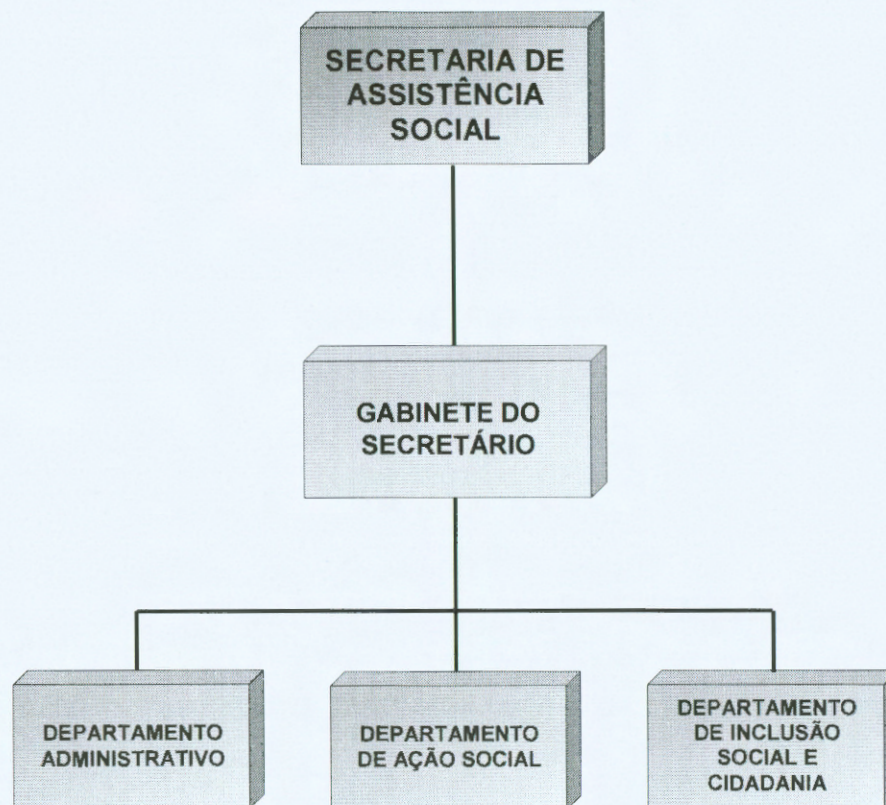 SECRETARIA DE
ASSISTÊNCIA
SOCIAL
GABINETE DO
SECRETÁRIO
DEPARTAMENTO
ADMINISTRATIVO
DEPARTAMENTO
DE AÇÃO SOCIAL
DEPARTAMENTO
DE INCLUSÃO
SOCIAL E
CIDADANIA